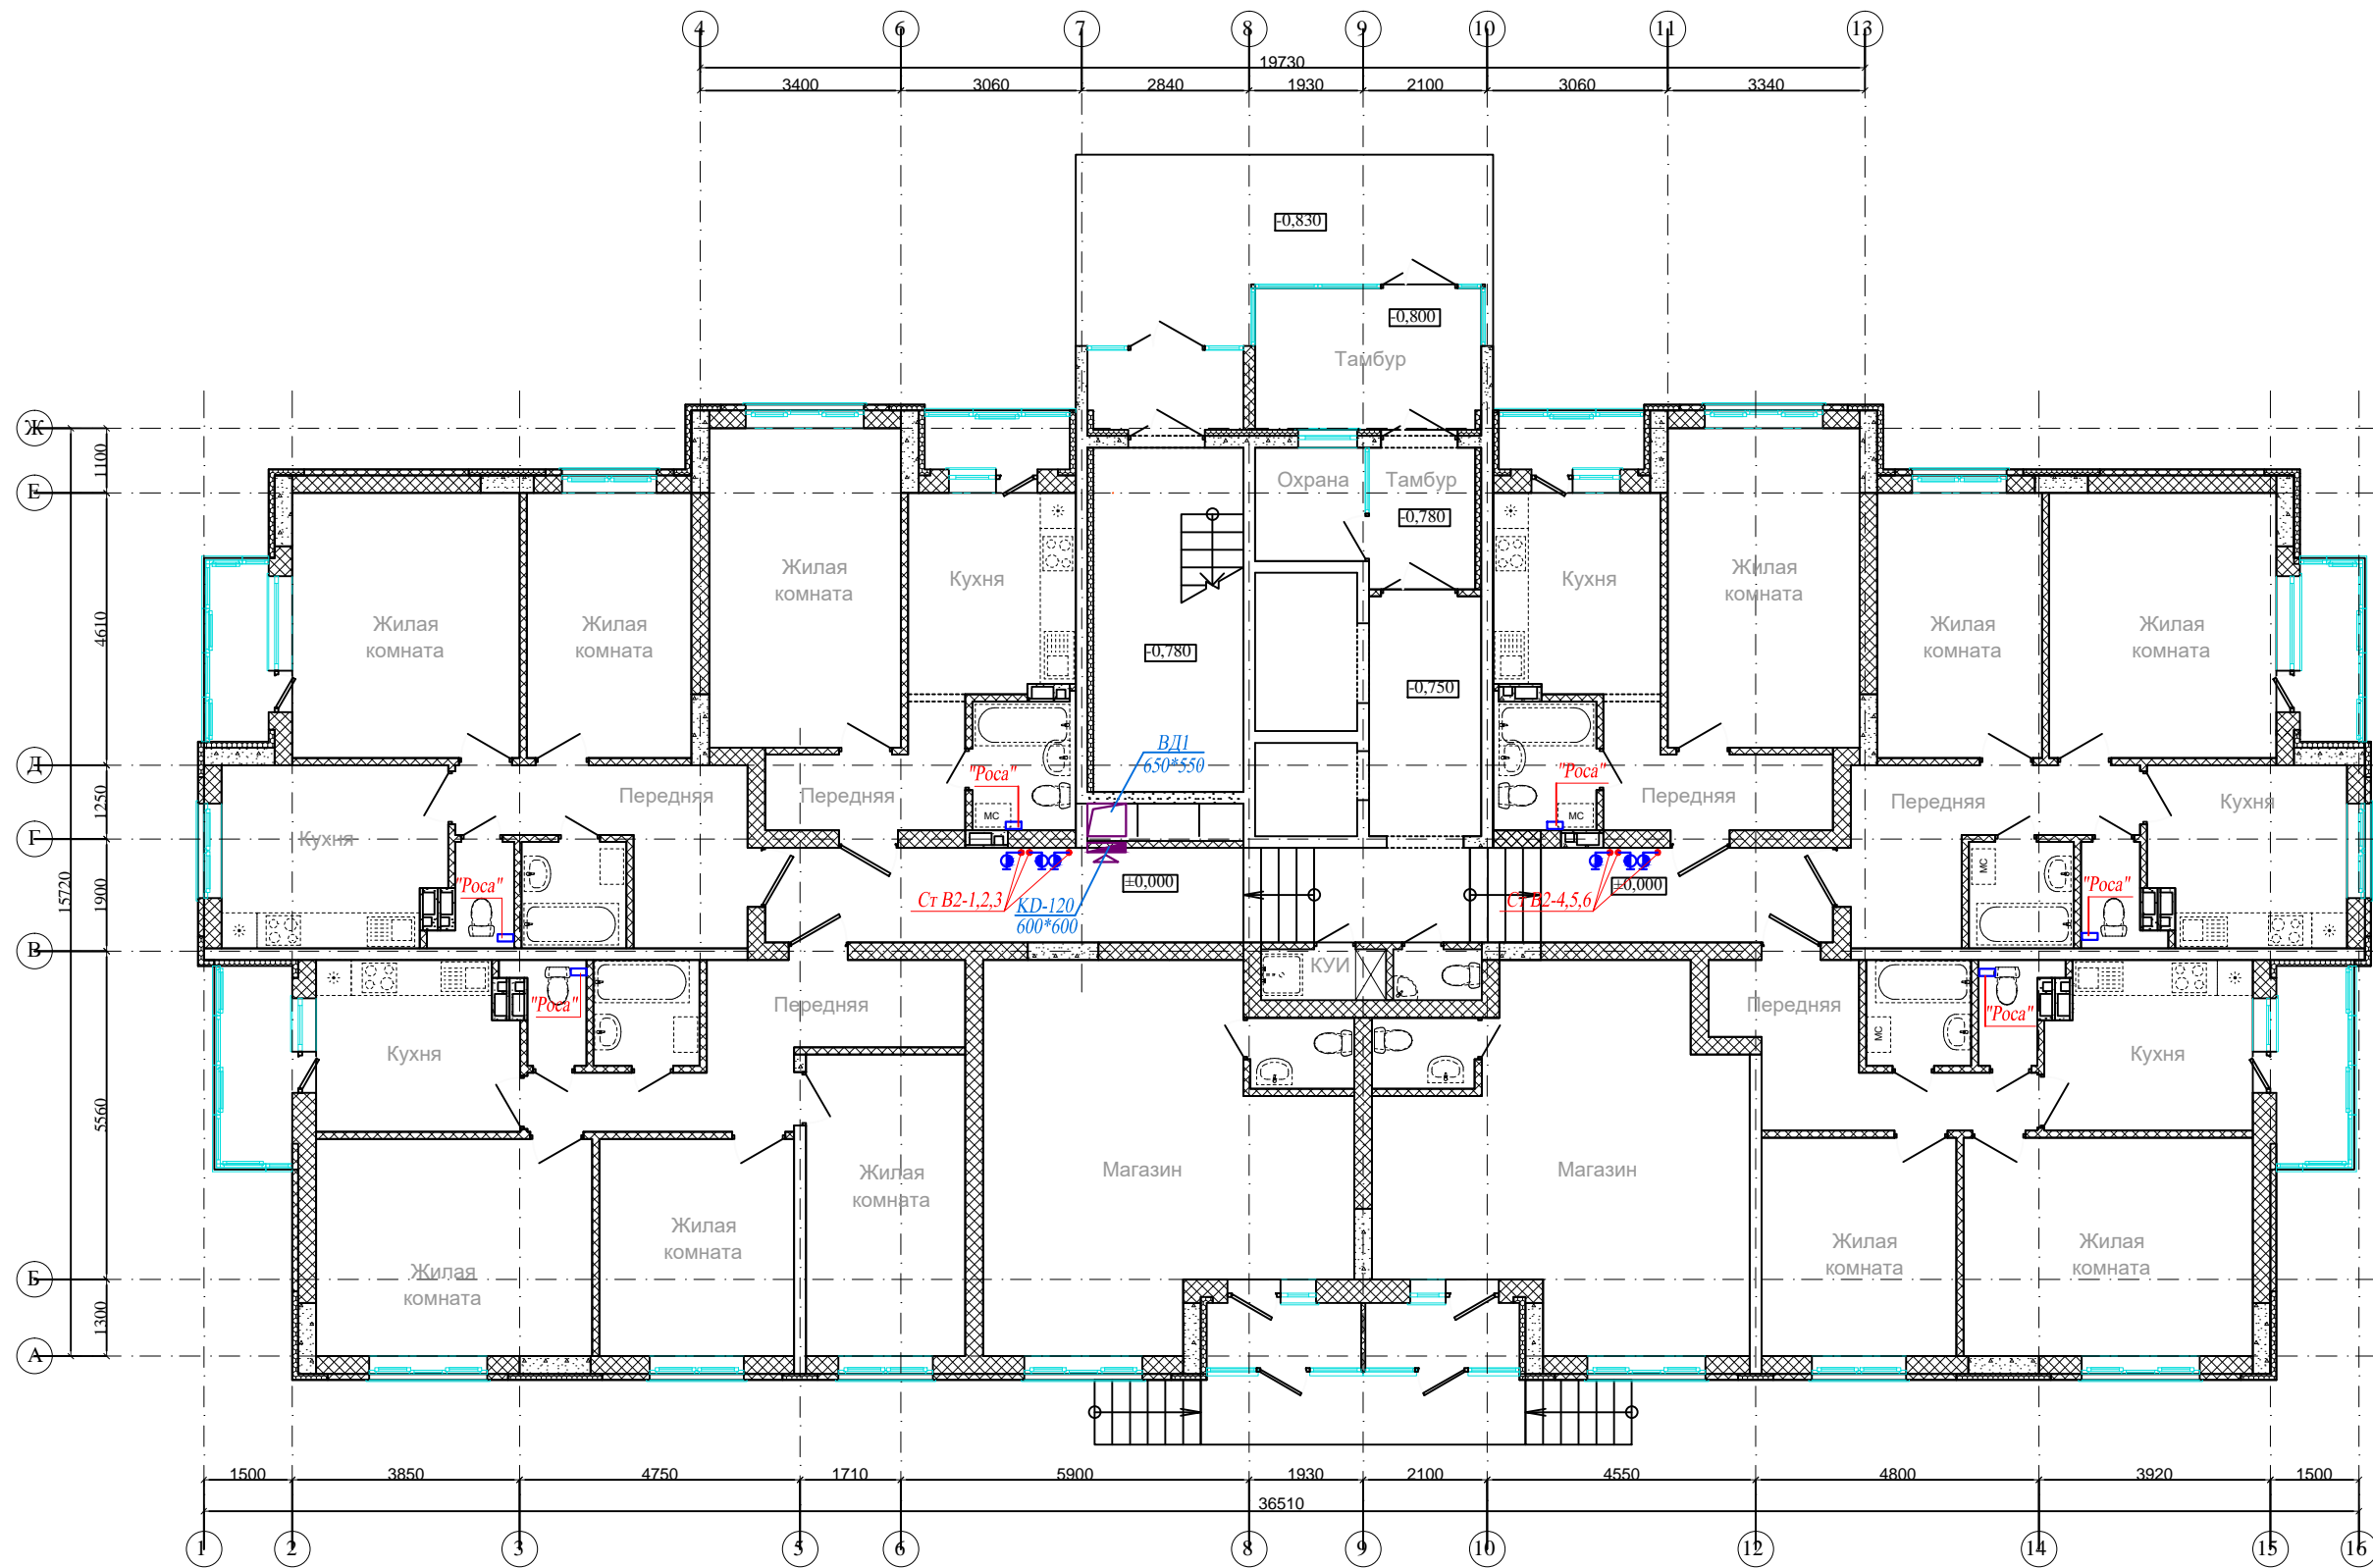 4 6 7 8 9 10 11 13
19730
3400 3060 2840 1930 2100 3060 3340
-0,830
-0,800
Тамбур
Ж
1100
Е
Охрана Тамбур
-0,780
Жилая
комната
Кухня
Кухня
Жилая
комната
4610
Жилая
комната
Жилая
комната
Жилая
комната
Жилая
комната
-0,780
-0,750
ВД1
650*550
Д
"Роса"
"Роса"
1250
Передняя
Передняя
Передняя
Передняя
Кухня
МС
МС
Г
Кухня
МС
15720
1900
"Роса"
±0,000
±0,000
"Роса"
Ст В2-1,2,3
KD-120
600*600
Ст В2-4,5,6
В
КУИ
"Роса"
Передняя
Передняя
"Роса"
МС
Кухня
Кухня
5560
Жилая
комната
Магазин
Магазин
Жилая
комната
Жилая
комната
Жилая
комната
Жилая
комната
Б
1300
А
1500 3850 4750 1710 5900 1930 2100 4550 4800 3920 1500
36510
1 2 3 5 6 8 9 10 12 14 15 16